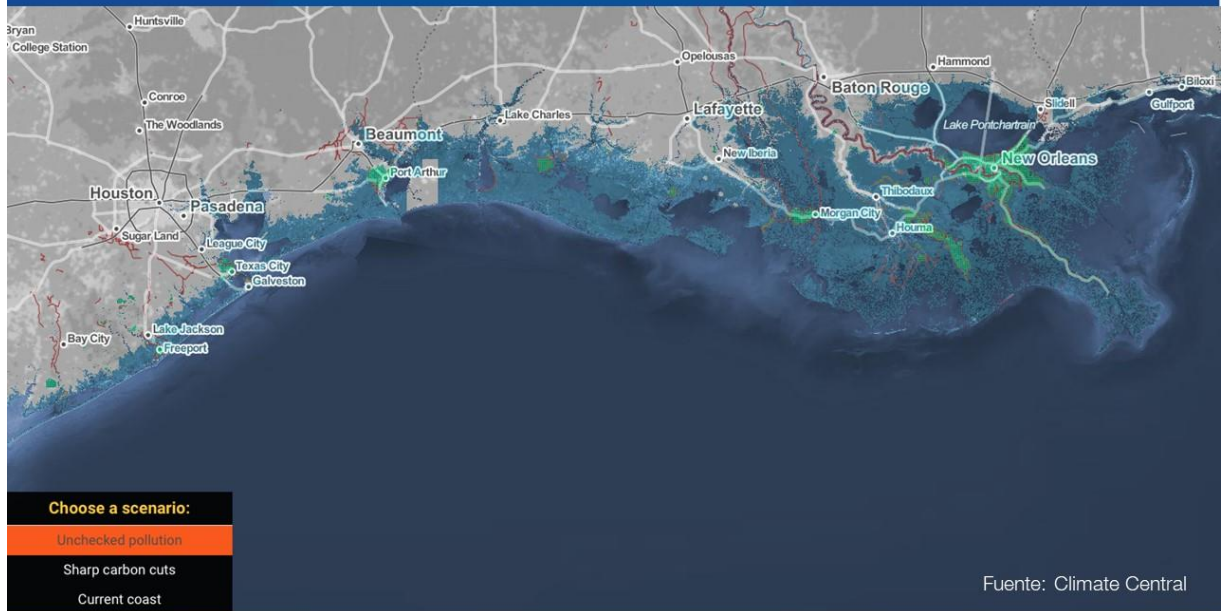 Huntsville
Bryan
College Station
Opelousas
Hammond
Baton Rouge
Biloxi
Conroe
Slidell
Gulfport
The Woodlands
Lake Charles
Lafayette
Lake Pontchartrain
Beaumont
New Iberia
New Orleans
Port Arthur
Houston
Thibodaux
Pasadena
Morgan City
Sugar Land
Houma
League City
Texas City
Galveston
Lake Jackson
Bay City
Freeport
Choose a scenario:
Unchecked pollution
Sharp carbon cuts
Current coast
Fuente: Climate Central